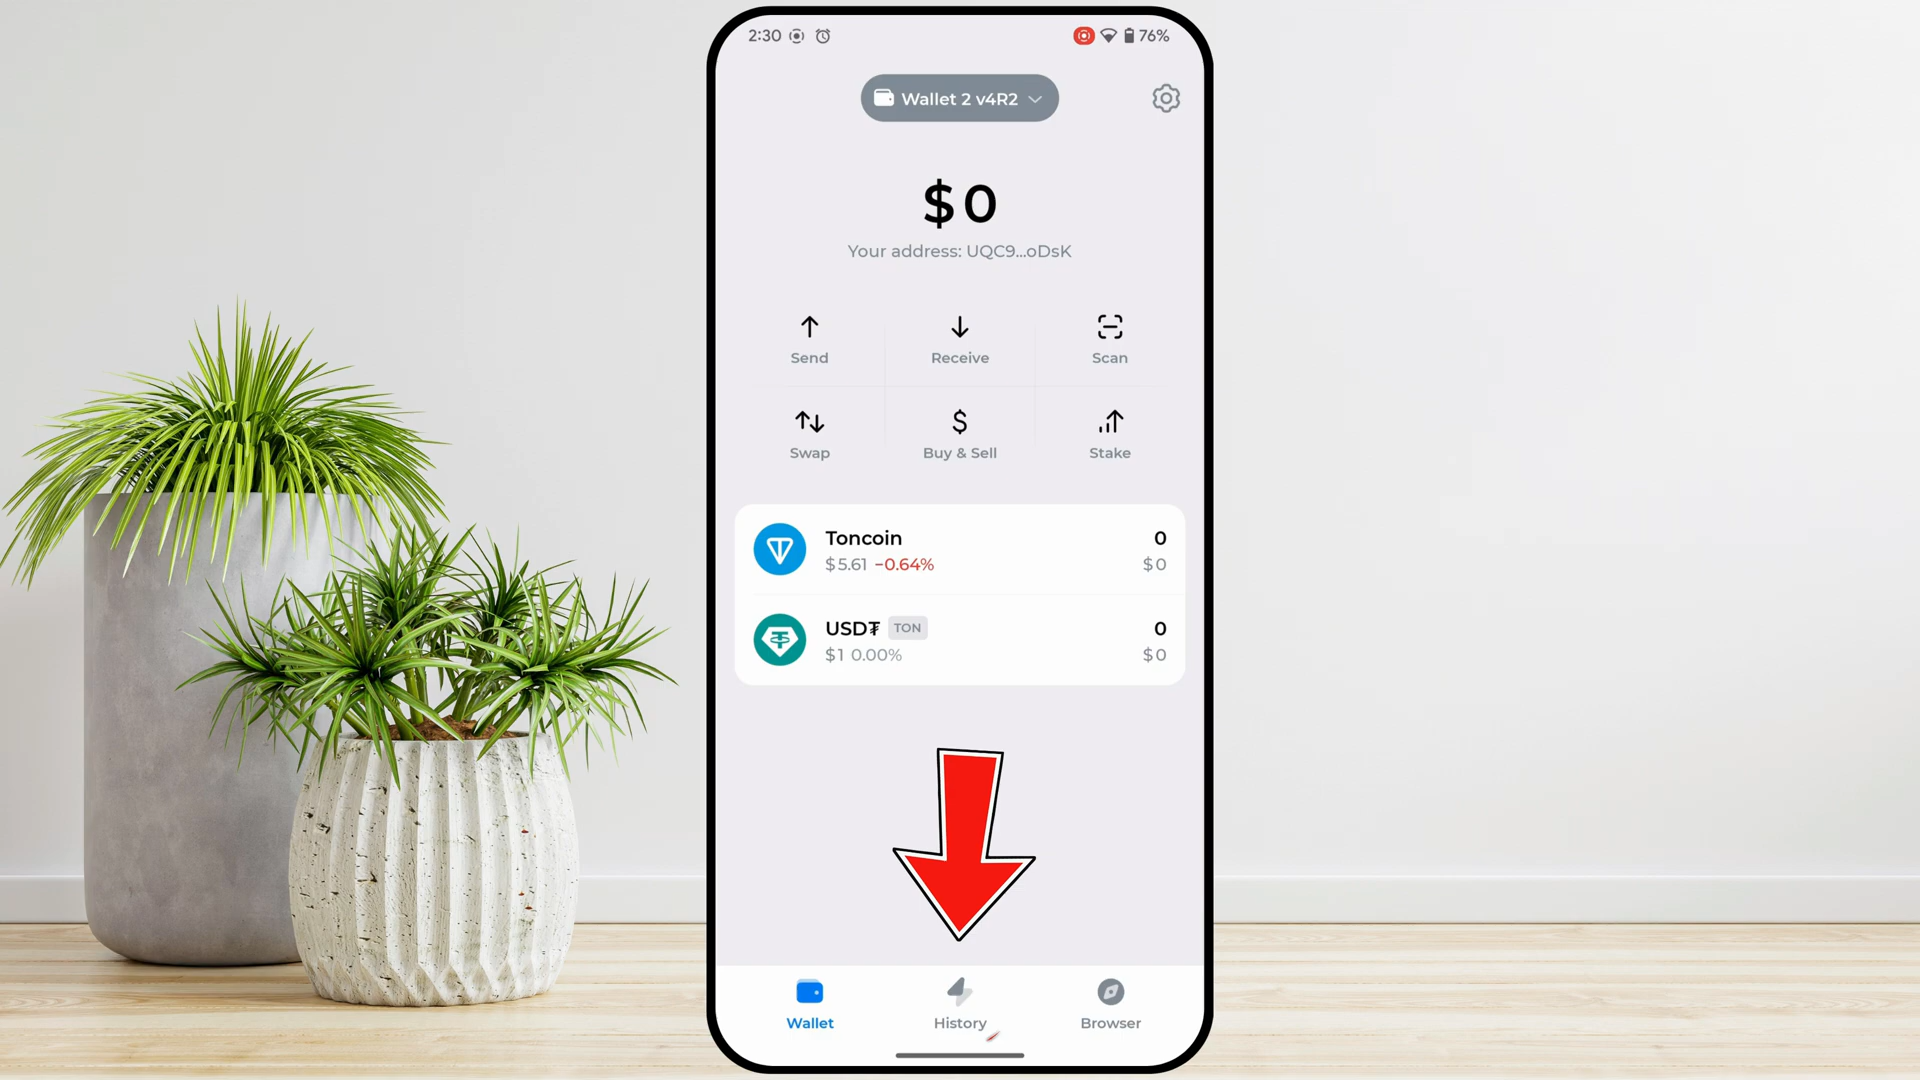 2:30 76%
Wallet 2 v4R2
$0
Your address: UQC9...oDsK
Send Receive Scan
Swap Buy & Sell Stake
Toncoin 0
$5.61 −0.64% $0
USD₮ TON 0
$1 0.00% $0
Wallet History Browser